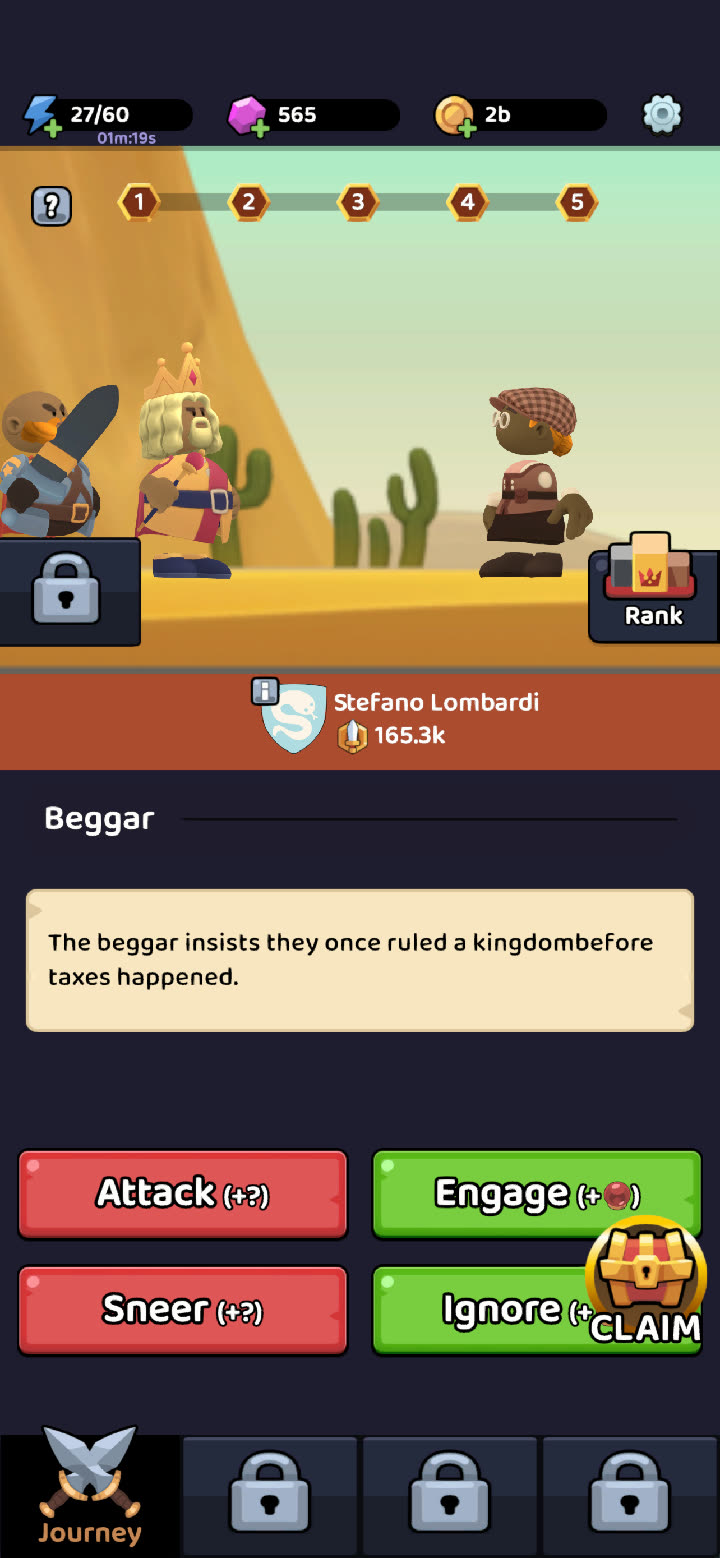 27/60
565
2b
01m:19s
?
1
2
3
4
5
Rank
i
Stefano Lombardi
165.3k
Beggar
The beggar insists they once ruled a kingdombefore
taxes happened.
Attack (+?)
Engage (+ )
Sneer (+?)
Ignore (+
CLAIM
Journey